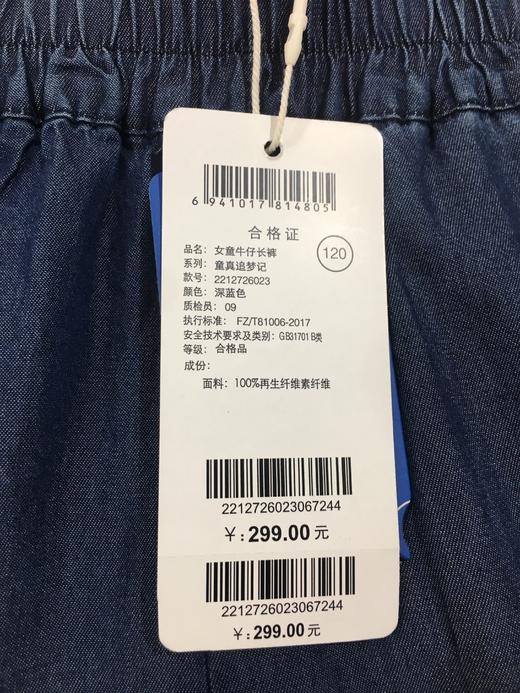 6 941017 814805
合格证
品名: 女童牛仔长裤
120
系列: 童真追梦记
款号: 2212726023
颜色: 深蓝色
质检员: 09
执行标准: FZ/T81006-2017
安全技术要求及类别: GB31701 B类
等级: 合格品
成份:
面料: 100%再生纤维素纤维
2212726023067244
¥: 299.00 元
2212726023067244
¥: 299.00 元